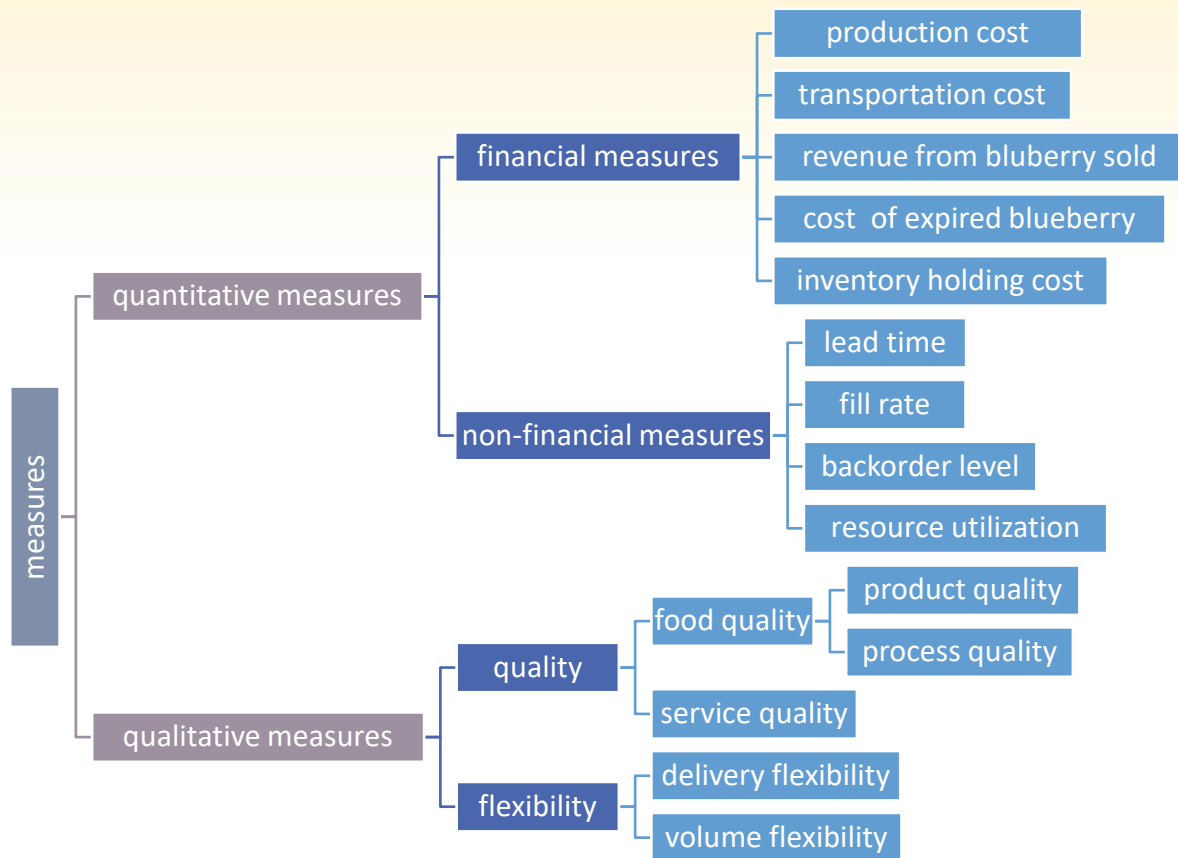 measures
quantitative measures
financial measures
production cost
transportation cost
revenue from bluberry sold
cost  of expired blueberry
inventory holding cost
non-financial measures
lead time
fill rate
backorder level
resource utilization
qualitative measures
quality
food quality
product quality
process quality
service quality
flexibility
delivery flexibility
volume flexibility